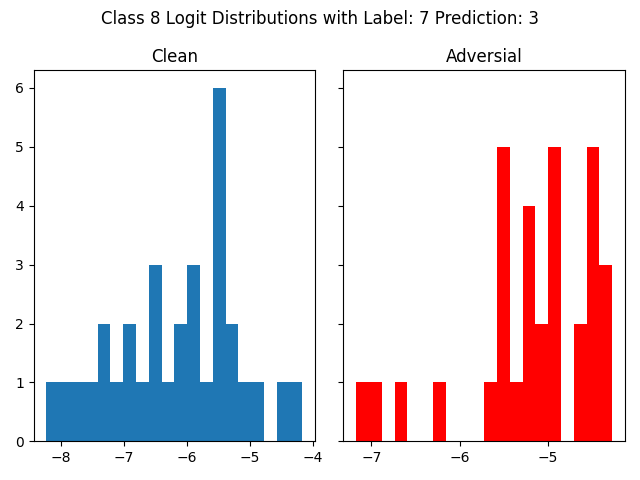 Class 8 Logit Distributions with Label: 7 Prediction: 3
Clean
Adversial
6
5
4
3
2
1
0
−8 −7 −6 −5 −4
−7 −6 −5